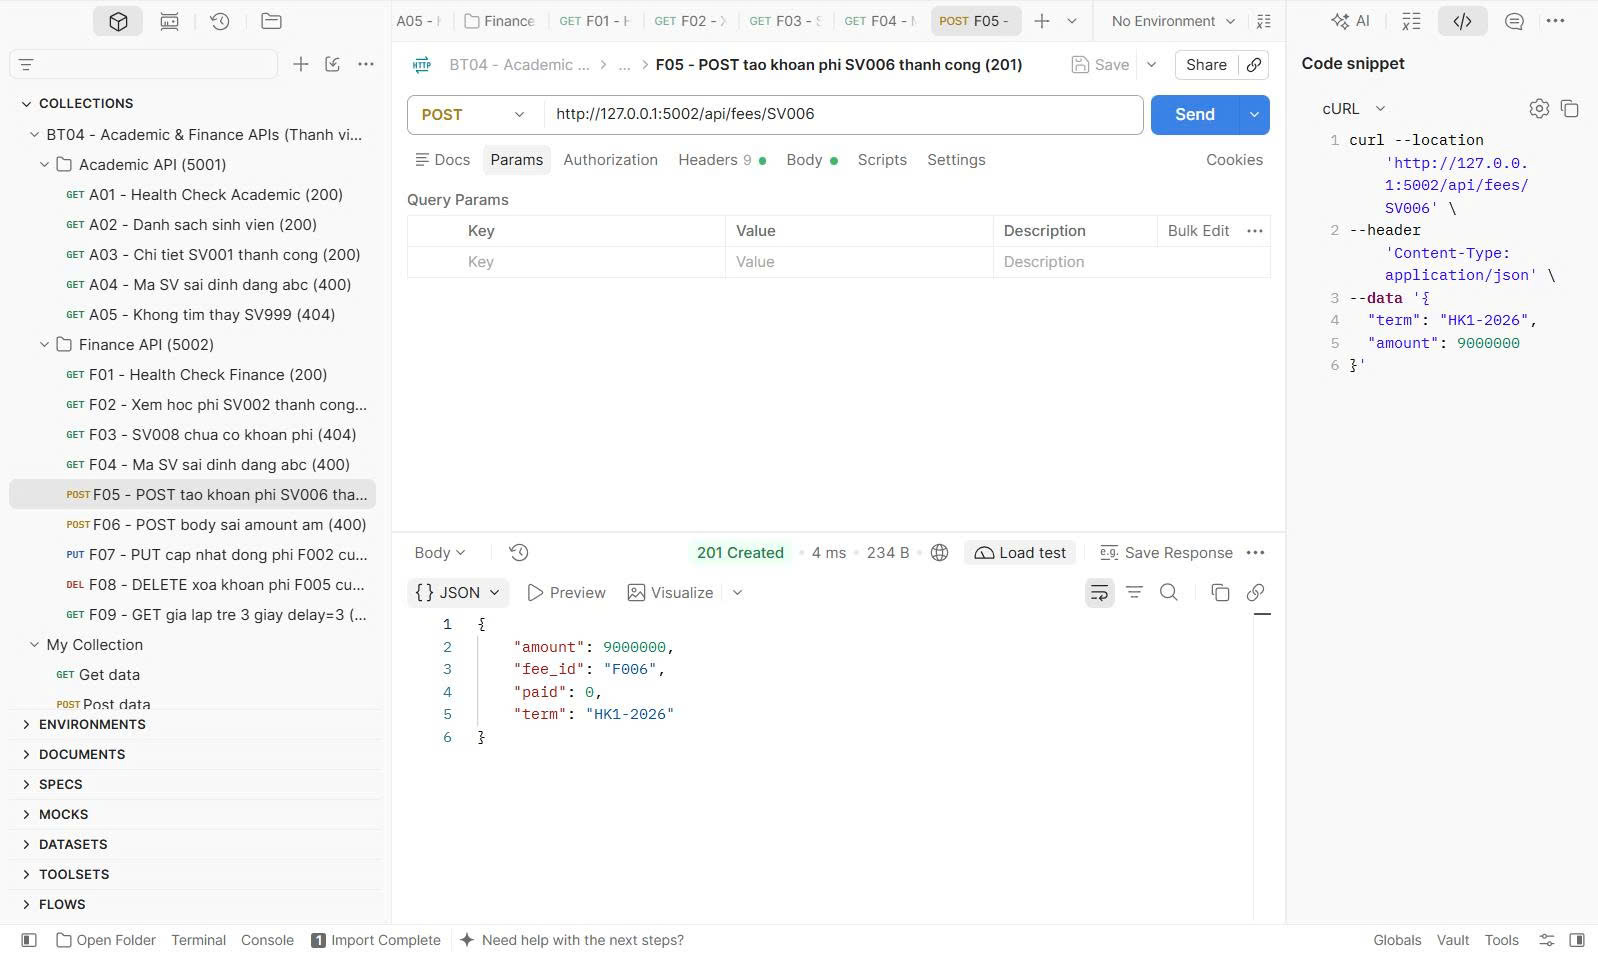 A05 -
Finance
GET F01 -
GET F02 -
GET F03 -
GET F04 -
POST F05 -
No Environment
AI
BT04 - Academic ... > ... > F05 - POST tao khoan phi SV006 thanh cong (201)
Save
Share
Code snippet
COLLECTIONS
BT04 - Academic & Finance APIs (Thanh vi...
Academic API (5001)
GET A01 - Health Check Academic (200)
GET A02 - Danh sach sinh vien (200)
GET A03 - Chi tiet SV001 thanh cong (200)
GET A04 - Ma SV sai dinh dang abc (400)
GET A05 - Khong tim thay SV999 (404)
Finance API (5002)
GET F01 - Health Check Finance (200)
GET F02 - Xem hoc phi SV002 thanh cong...
GET F03 - SV008 chua co khoan phi (404)
GET F04 - Ma SV sai dinh dang abc (400)
POST F05 - POST tao khoan phi SV006 tha...
POST F06 - POST body sai amount am (400)
PUT F07 - PUT cap nhat dong phi F002 cu...
DEL F08 - DELETE xoa khoan phi F005 cu...
GET F09 - GET gia lap tre 3 giay delay=3 (...
My Collection
GET Get data
POST Post data
ENVIRONMENTS
DOCUMENTS
SPECS
MOCKS
DATASETS
TOOLSETS
FLOWS
HTTP
POST
http://127.0.0.1:5002/api/fees/SV006
Send
Docs
Params
Authorization
Headers 9
Body
Scripts
Settings
Cookies
Query Params
Key
Value
Description
Bulk Edit
Key
Value
Description
Body
201 Created
4 ms
234 B
Load test
e.g. Save Response
{} JSON
Preview
Visualize
1 {
2 "amount": 9000000,
3 "fee_id": "F006",
4 "paid": 0,
5 "term": "HK1-2026"
6 }
cURL
1 curl --location
'http://127.0.0.
1:5002/api/fees/
SV006' \
2 --header
'Content-Type:
application/json' \
3 --data '{
4 "term": "HK1-2026",
5 "amount": 9000000
6 }'
Open Folder
Terminal
Console
1 Import Complete
Need help with the next steps?
Globals
Vault
Tools